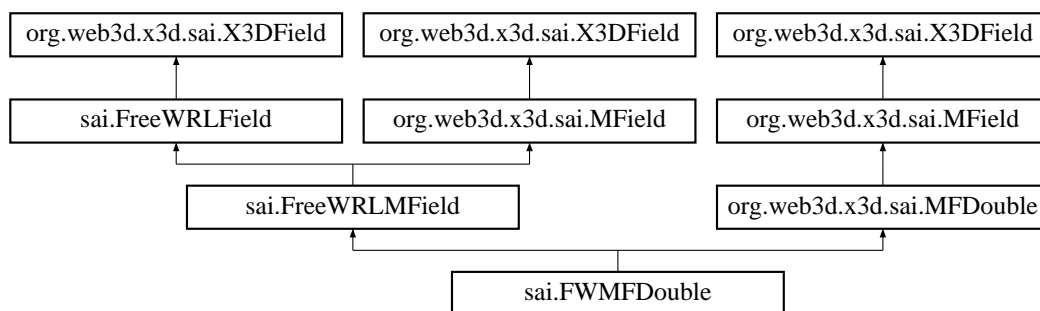 org.web3d.x3d.sai.X3DField
org.web3d.x3d.sai.X3DField
org.web3d.x3d.sai.X3DField
sai.FreeWRLField
org.web3d.x3d.sai.MField
org.web3d.x3d.sai.MField
sai.FreeWRLMField
org.web3d.x3d.sai.MFDouble
sai.FWMFDouble